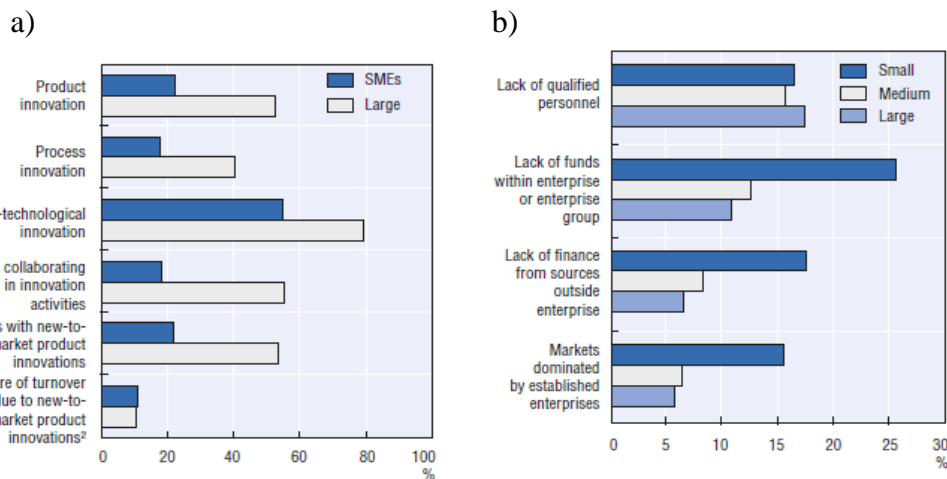 a)
Product
innovation
Process
innovation
-technological
innovation
collaborating
in innovation
activities
s with new-to-
market product
innovations
re of turnover
due to new-to-
market product
innovations²
SMEs
Large
0 20 40 60 80 100
%
b)
Lack of qualified
personnel
Lack of funds
within enterprise
or enterprise
group
Lack of finance
from sources
outside
enterprise
Markets
dominated
by established
enterprises
Small
Medium
Large
0 5 10 15 20 25 30
%